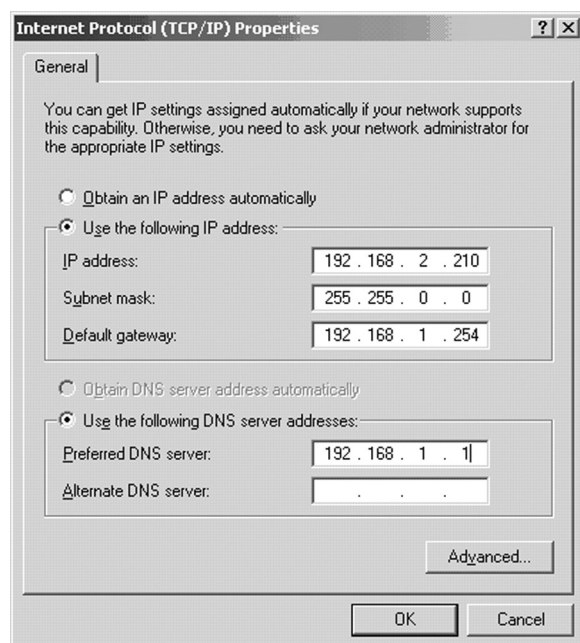 Internet Protocol (TCP/IP) Properties ? X
General
You can get IP settings assigned automatically if your network supports
this capability. Otherwise, you need to ask your network administrator for
the appropriate IP settings.
Obtain an IP address automatically
Use the following IP address:
IP address: 192 . 168 . 2 . 210
Subnet mask: 255 . 255 . 0 . 0
Default gateway: 192 . 168 . 1 . 254
Obtain DNS server address automatically
Use the following DNS server addresses:
Preferred DNS server: 192 . 168 . 1 . 1
Alternate DNS server: . . .
Advanced...
OK Cancel